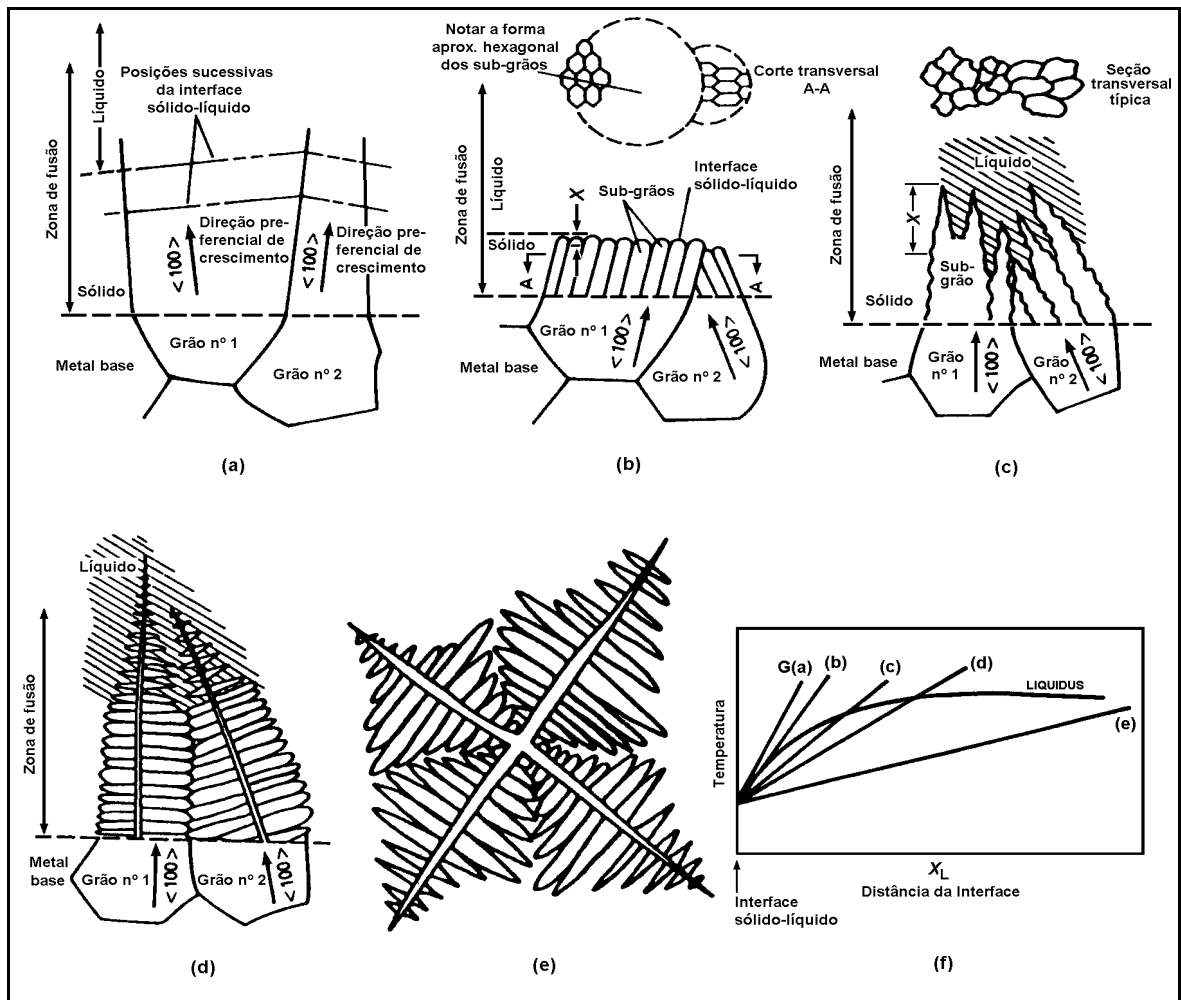 Líquido
Zona de fusão
Posições sucessivas
da interface
sólido-líquido
Direção pre-
ferencial de
crescimento
Direção pre-
ferencial de
crescimento
<100>
<100>
Sólido
Grão nº 1
Metal base
Grão nº 2
(a)
Notar a forma
aprox. hexagonal
dos sub-grãos
Corte transversal
A-A
Zona de fusão
Líquido
X
Sub-grãos
Interface
sólido-líquido
Sólido
A
A
Grão nº 1
<100>
<100>
Metal base
Grão nº 2
(b)
Seção
transversal
típica
Líquido
Zona de fusão
X
Sub-
grão
Sólido
Metal base
Grão
nº 1
<100>
Grão
nº 2
<100>
(c)
Líquido
Zona de fusão
Metal
base
Grão nº 1
<100>
Grão nº 2
<100>
(d)
(e)
G(a)
(b)
(c)
(d)
LIQUIDUS
(e)
Temperatura
XL
Distância da Interface
Interface
sólido-líquido
(f)